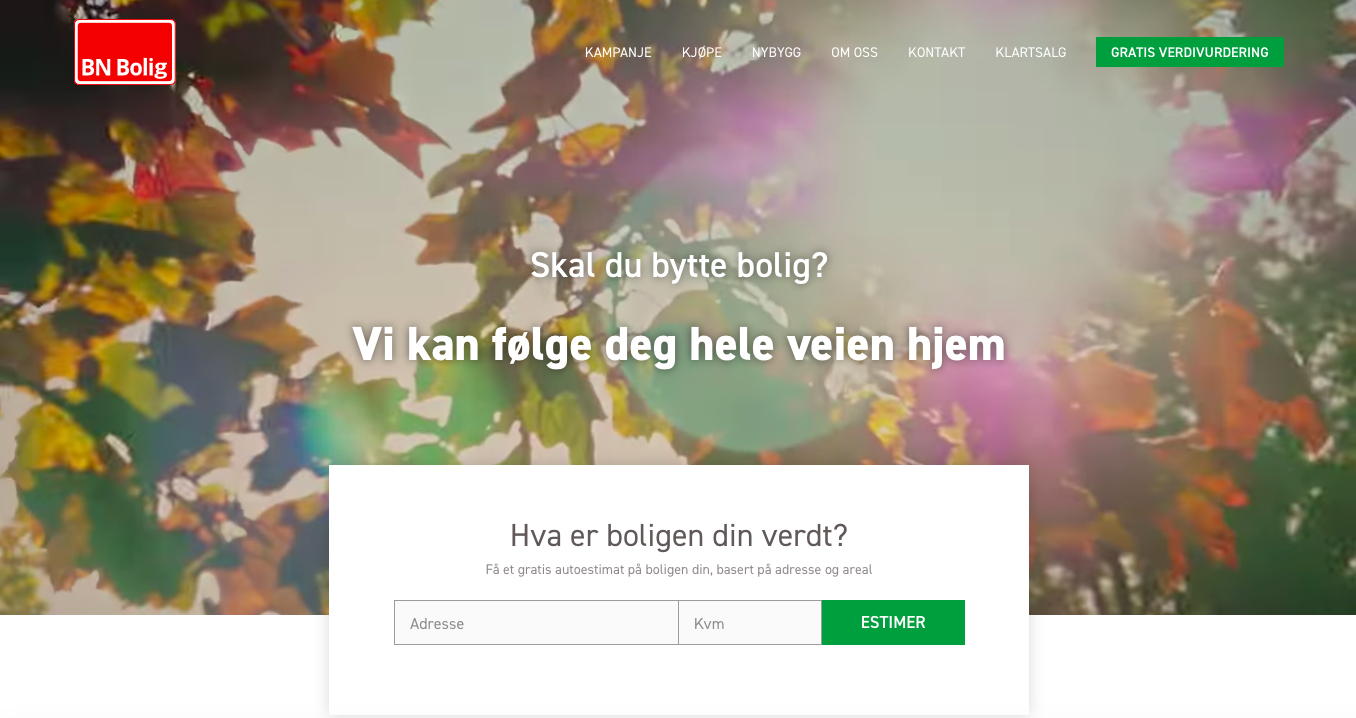 BN Bolig
KAMPANJE KJØPE NYBYGG OM OSS KONTAKT KLARTSALG GRATIS VERDIVURDERING
Skal du bytte bolig?
Vi kan følge deg hele veien hjem
Hva er boligen din verdt?
Få et gratis autoestimat på boligen din, basert på adresse og areal
Adresse Kvm ESTIMER